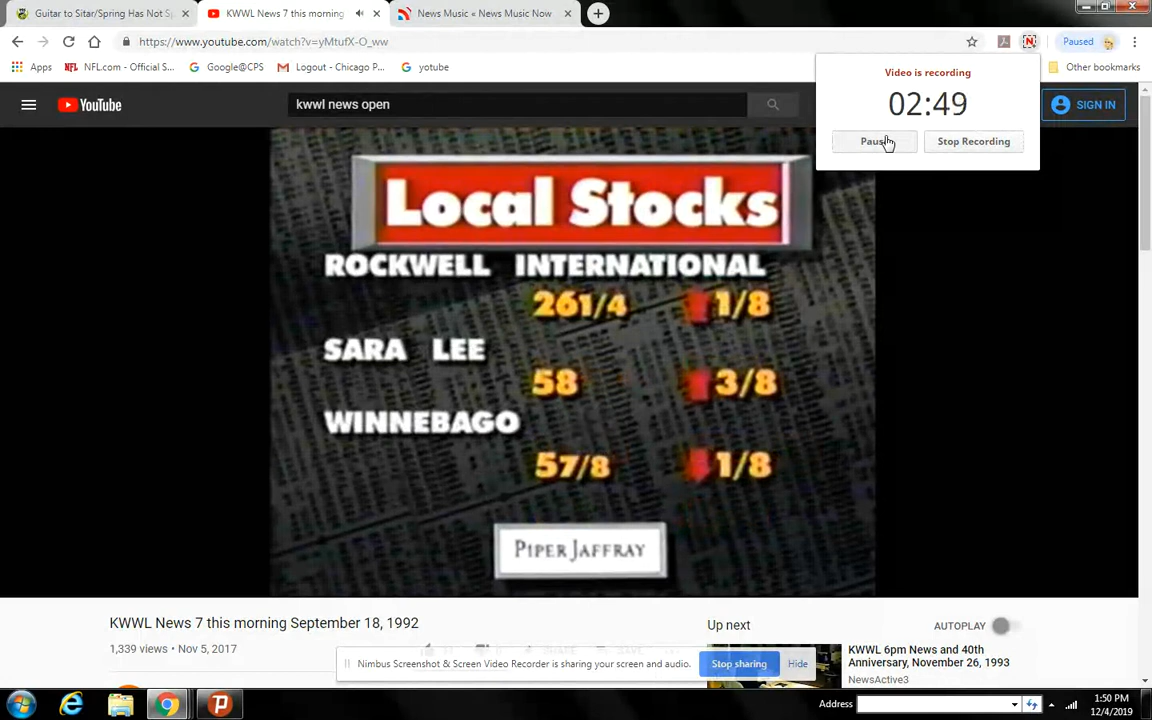 Guitar to Sitar/Spring Has Not Sp
KWWL News 7 this morning
News Music « News Music Now
https://www.youtube.com/watch?v=yMtufX-O_ww
Paused
Apps
NFL.com - Official S...
Google@CPS
Logout - Chicago P...
yotube
Other bookmarks
Video is recording
02:49
Pause
Stop Recording
YouTube
kwwl news open
SIGN IN
Local Stocks
ROCKWELL INTERNATIONAL
26 1/4 1/8
SARA LEE
58 3/8
WINNEBAGO
5 7/8 1/8
PIPER JAFFRAY
KWWL News 7 this morning September 18, 1992
1,339 views • Nov 5, 2017
Up next
AUTOPLAY
KWWL 6pm News and 40th
Anniversary, November 26, 1993
NewsActive3
Nimbus Screenshot & Screen Video Recorder is sharing your screen and audio.
Stop sharing
Hide
Address
1:50 PM
12/4/2019